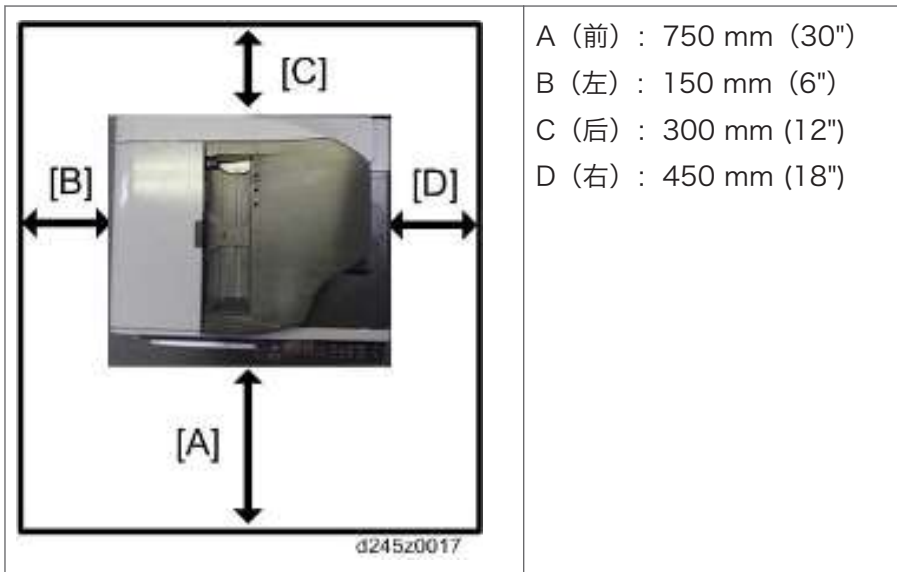 [C]
[B]
[D]
[A]
d245z0017
A（前）: 750 mm（30"）
B（左）: 150 mm（6"）
C（后）: 300 mm (12")
D（右）: 450 mm (18")